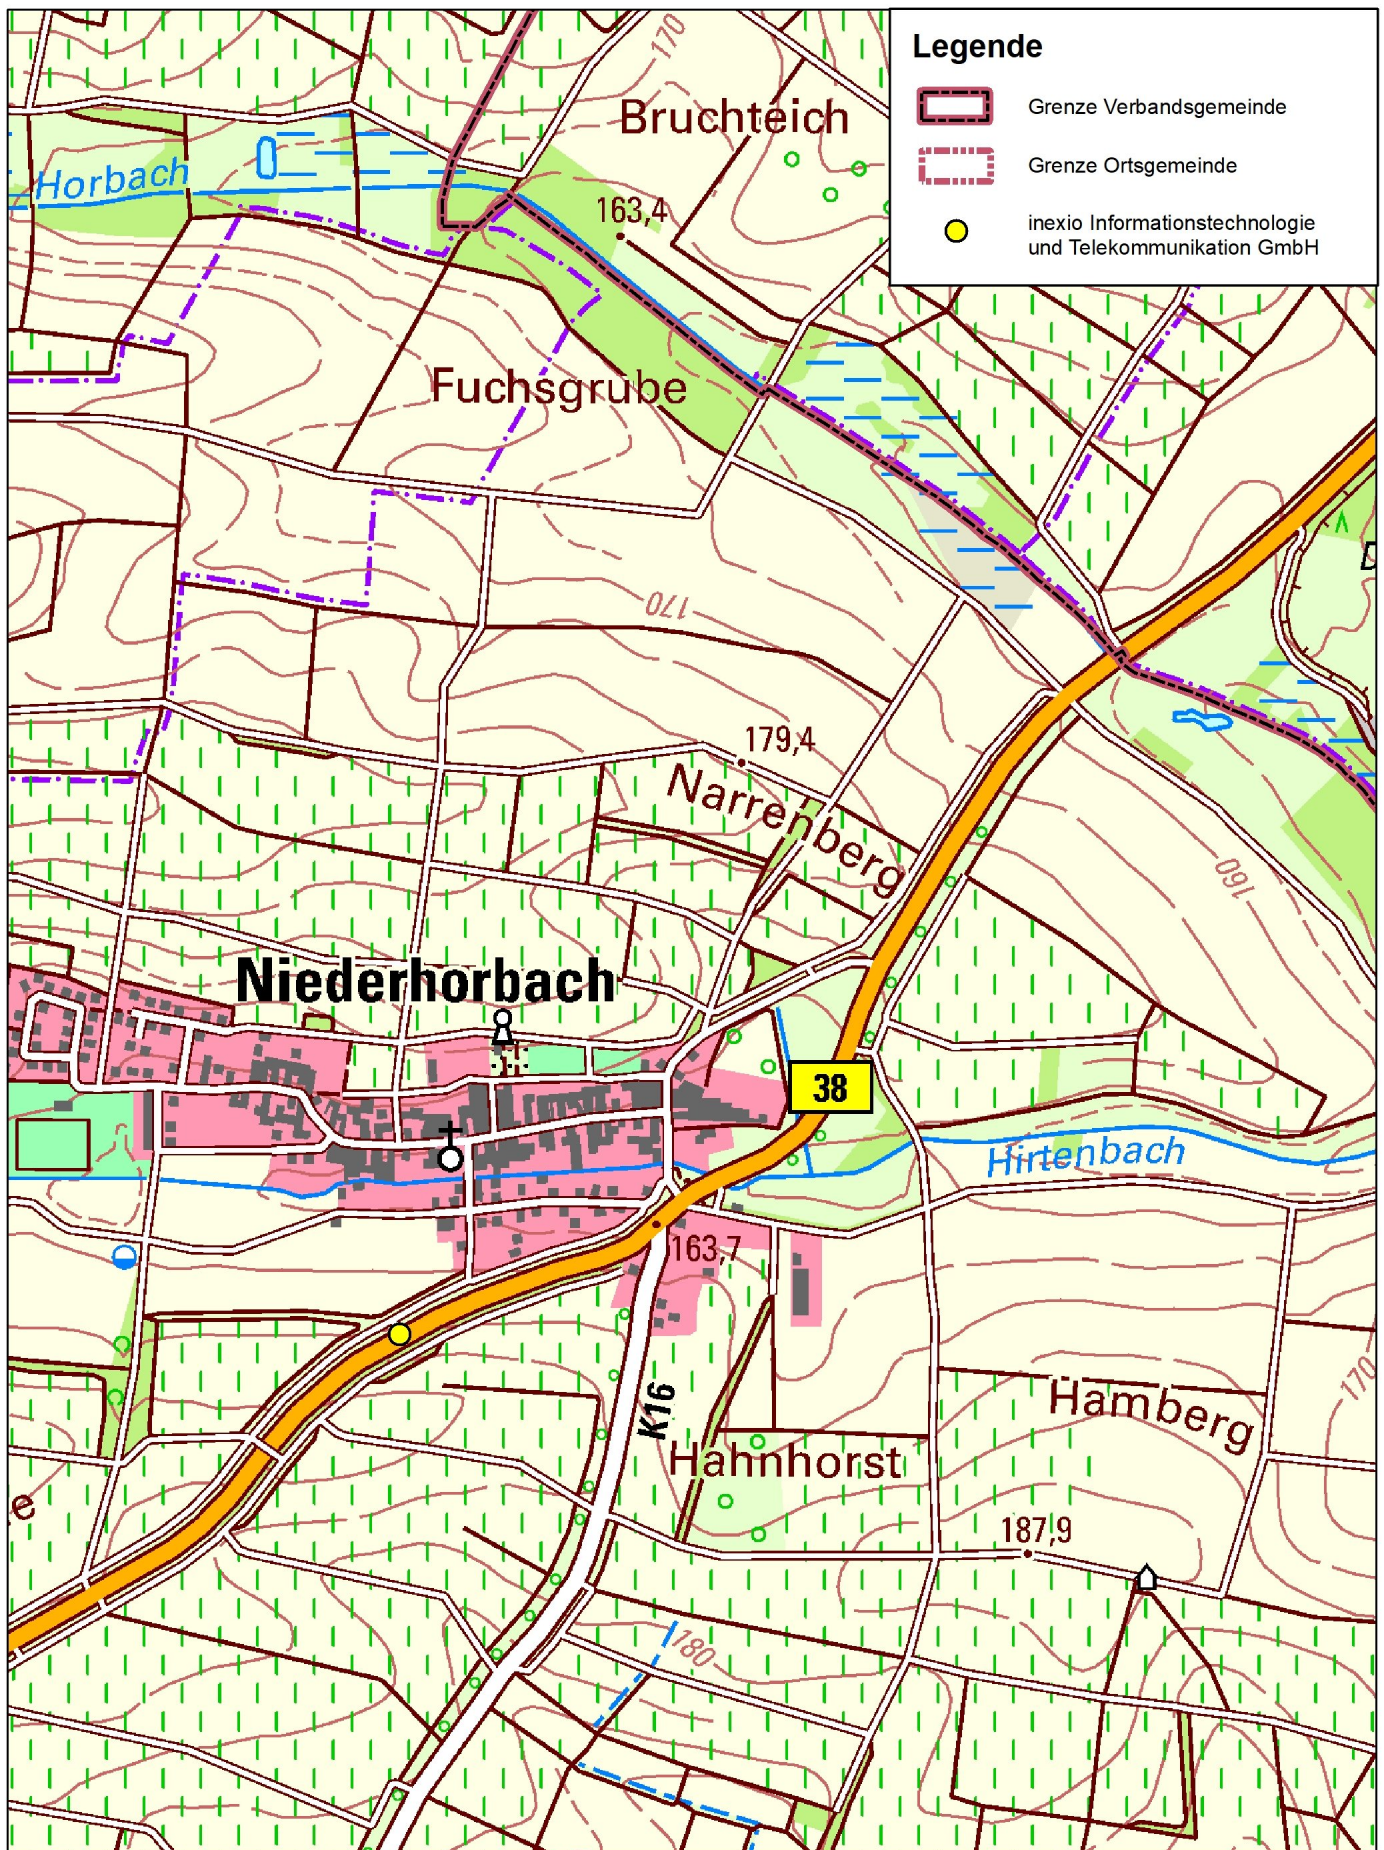 Legende
Grenze Verbandsgemeinde
Grenze Ortsgemeinde
inexio Informationstechnologie
und Telekommunikation GmbH
170
Bruchteich
Horbach
163,4
Fuchsgrube
D
170
179,4
Narrenberg
160
Niederhorbach
38
Hirtenbach
163,7
K16
Hamberg
170
Hahnhorst
e
187,9
180